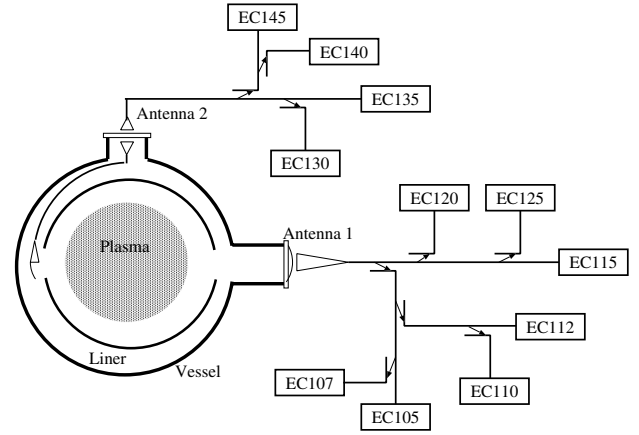 EC145
EC140
EC135
Antenna 2
EC130
EC120
EC125
Antenna 1
Plasma
EC115
EC112
Liner
Vessel
EC107
EC110
EC105